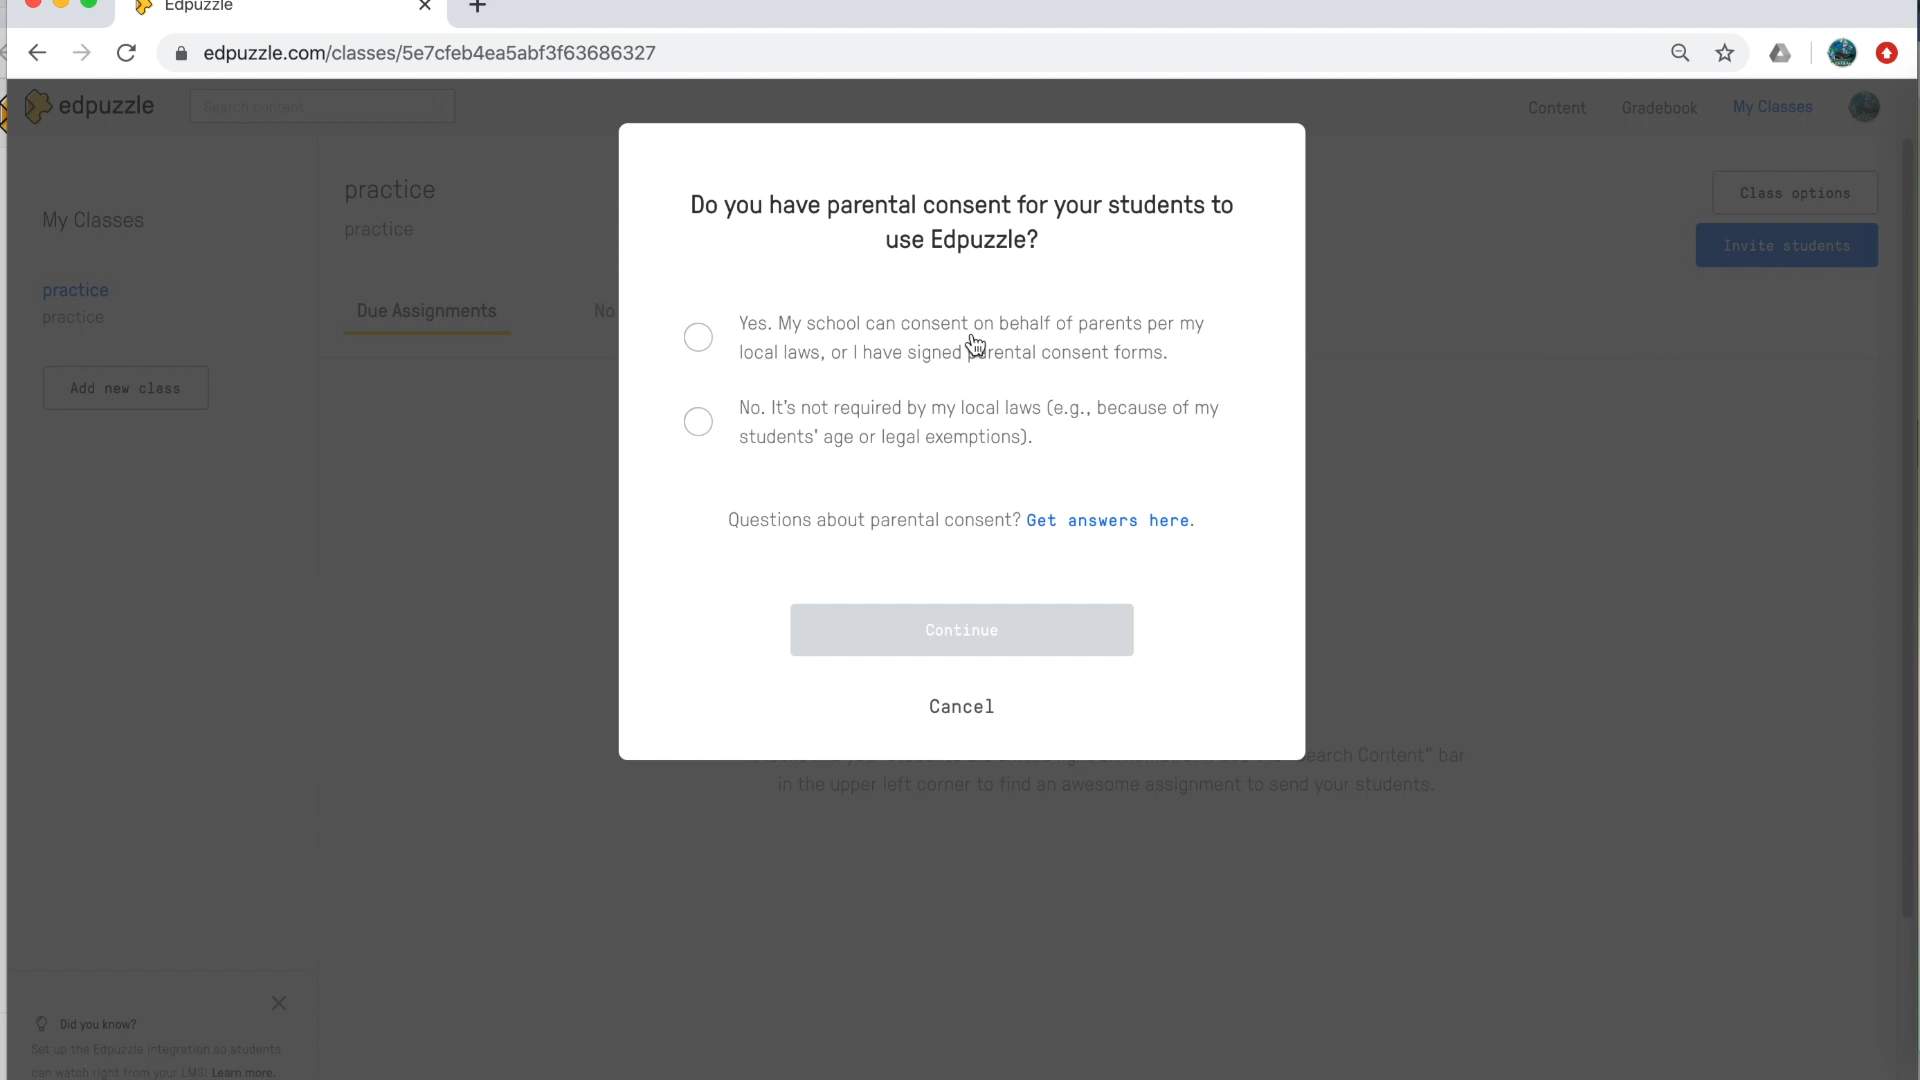 Edpuzzle
edpuzzle.com/classes/5e7cfeb4ea5abf3f63686327
edpuzzle
Search content
Content
Gradebook
My Classes
My Classes
practice
practice
Add new class
practice
practice
Due Assignments
No
Class options
Invite students
Do you have parental consent for your students to
use Edpuzzle?
Yes. My school can consent on behalf of parents per my
local laws, or I have signed parental consent forms.
No. It's not required by my local laws (e.g., because of my
students' age or legal exemptions).
Questions about parental consent? Get answers here.
Continue
Cancel
earch Content" bar
in the upper left corner to find an awesome assignment to send your students.
Did you know?
Set up the Edpuzzle integration so students
can watch right from your LMS! Learn more.